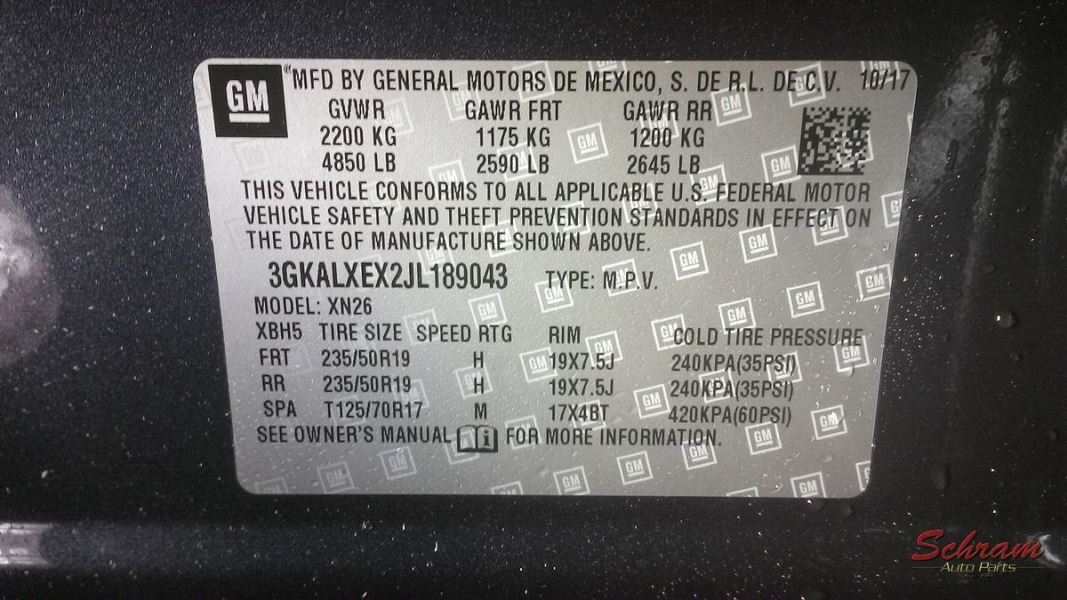 GM MFD BY GENERAL MOTORS DE MEXICO, S. DE R.L. DE C.V. 10/17
GVWR GAWR FRT GAWR RR
2200 KG 1175 KG 1200 KG
4850 LB 2590 LB 2645 LB
THIS VEHICLE CONFORMS TO ALL APPLICABLE U.S. FEDERAL MOTOR
VEHICLE SAFETY AND THEFT PREVENTION STANDARDS IN EFFECT ON
THE DATE OF MANUFACTURE SHOWN ABOVE.
3GKALXEX2JL189043 TYPE: M.P.V.
MODEL: XN26
XBH5 TIRE SIZE SPEED RTG RIM COLD TIRE PRESSURE
FRT 235/50R19 H 19X7.5J 240KPA(35PSI)
RR 235/50R19 H 19X7.5J 240KPA(35PSI)
SPA T125/70R17 M 17X4BT 420KPA(60PSI)
SEE OWNER'S MANUAL FOR MORE INFORMATION.
Schram
Auto Parts